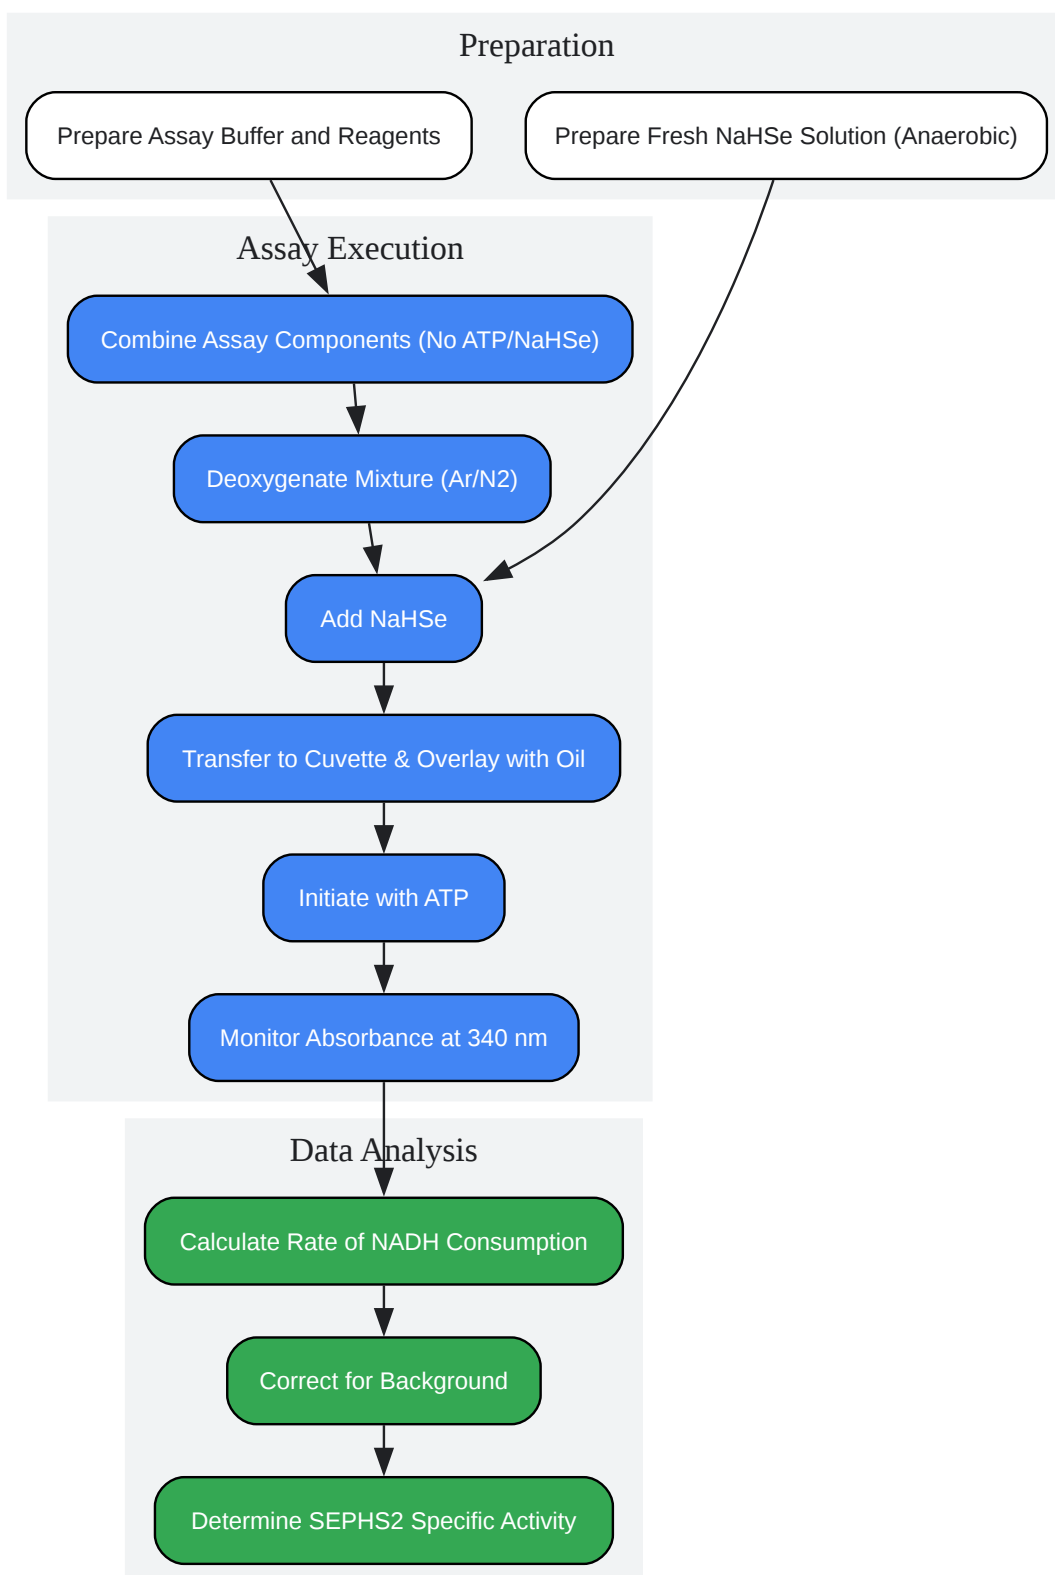 Preparation
Prepare Assay Buffer and Reagents
Prepare Fresh NaHSe Solution (Anaerobic)
Assay Execution
Combine Assay Components (No ATP/NaHSe)
Deoxygenate Mixture (Ar/N2)
Add NaHSe
Transfer to Cuvette & Overlay with Oil
Initiate with ATP
Monitor Absorbance at 340 nm
Data Analysis
Calculate Rate of NADH Consumption
Correct for Background
Determine SEPHS2 Specific Activity